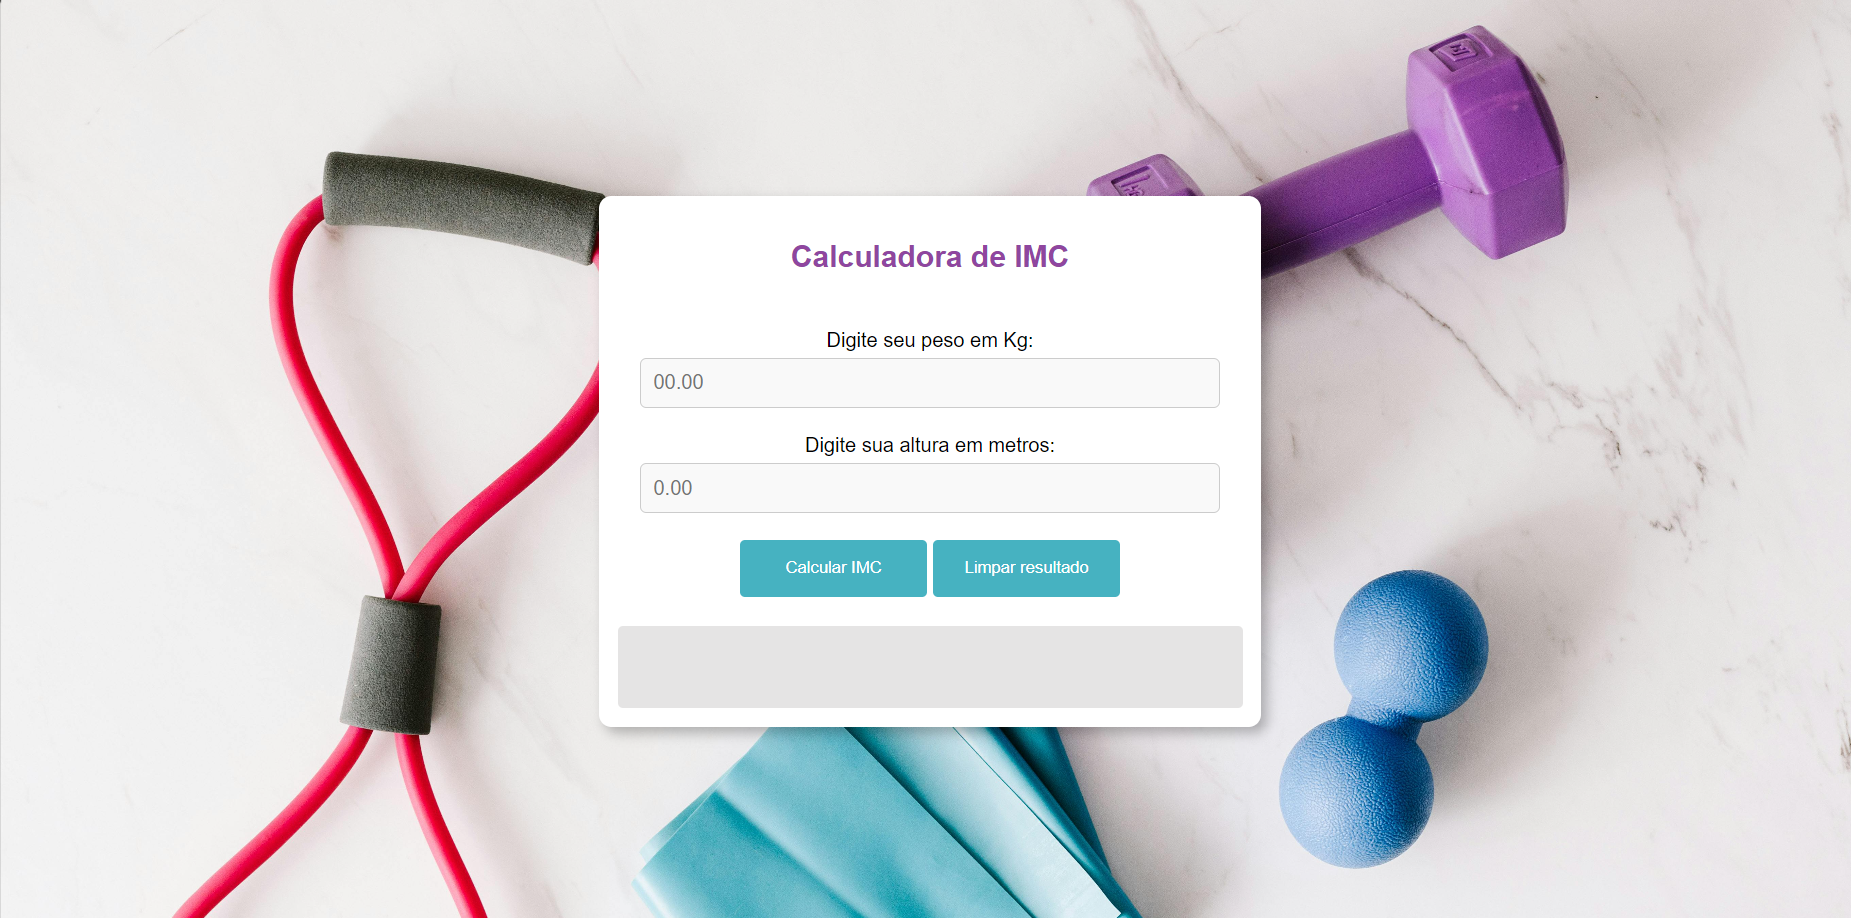 Calculadora de IMC
Digite seu peso em Kg:
00.00
Digite sua altura em metros:
0.00
Calcular IMC
Limpar resultado